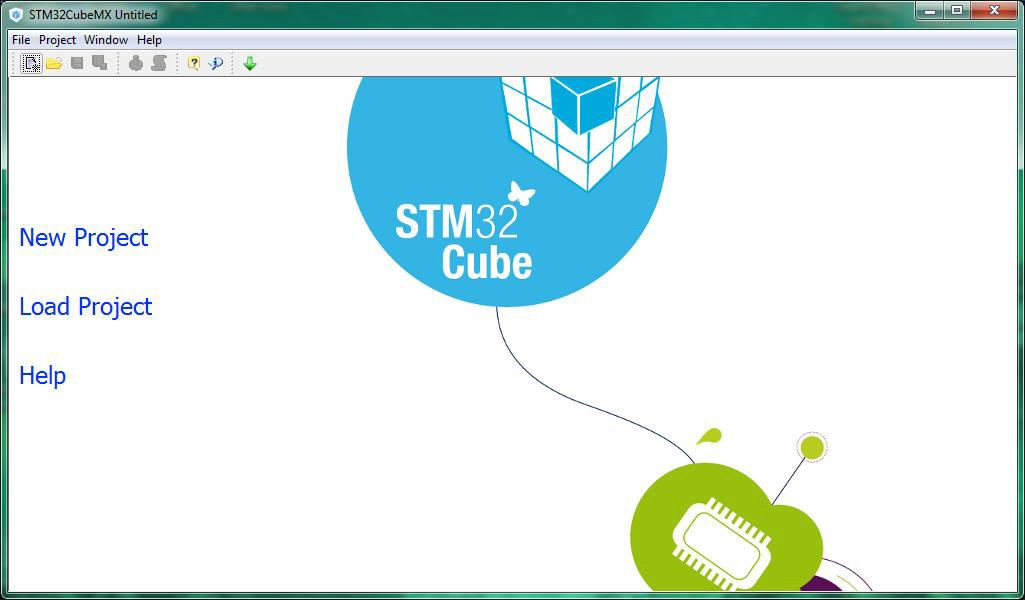 STM32CubeMX Untitled
File Project Window Help
New Project
Load Project
Help
STM32
Cube